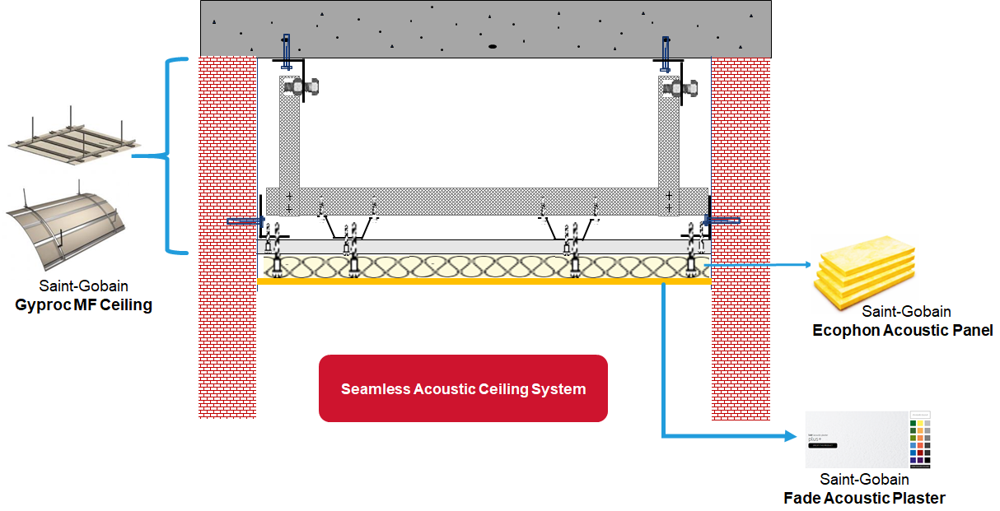 Saint-Gobain
Gyproc MF Ceiling
Saint-Gobain
Ecophon Acoustic Panel
Seamless Acoustic Ceiling System
plus+
Saint-Gobain
Fade Acoustic Plaster